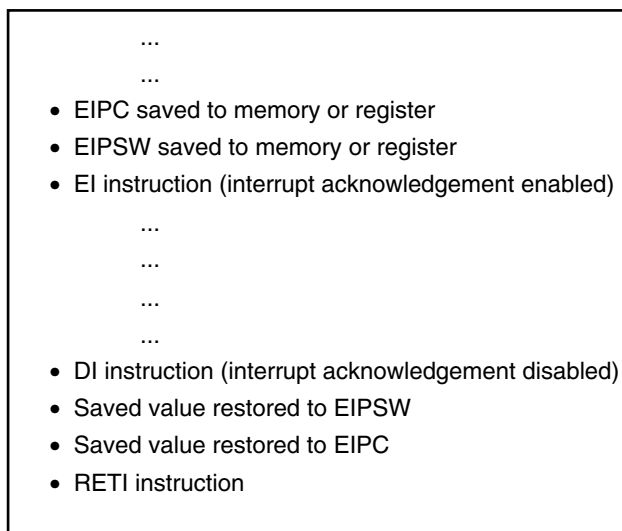 ...
...
• EIPC saved to memory or register
• EIPSW saved to memory or register
• EI instruction (interrupt acknowledgement enabled)
...
...
...
...
• DI instruction (interrupt acknowledgement disabled)
• Saved value restored to EIPSW
• Saved value restored to EIPC
• RETI instruction